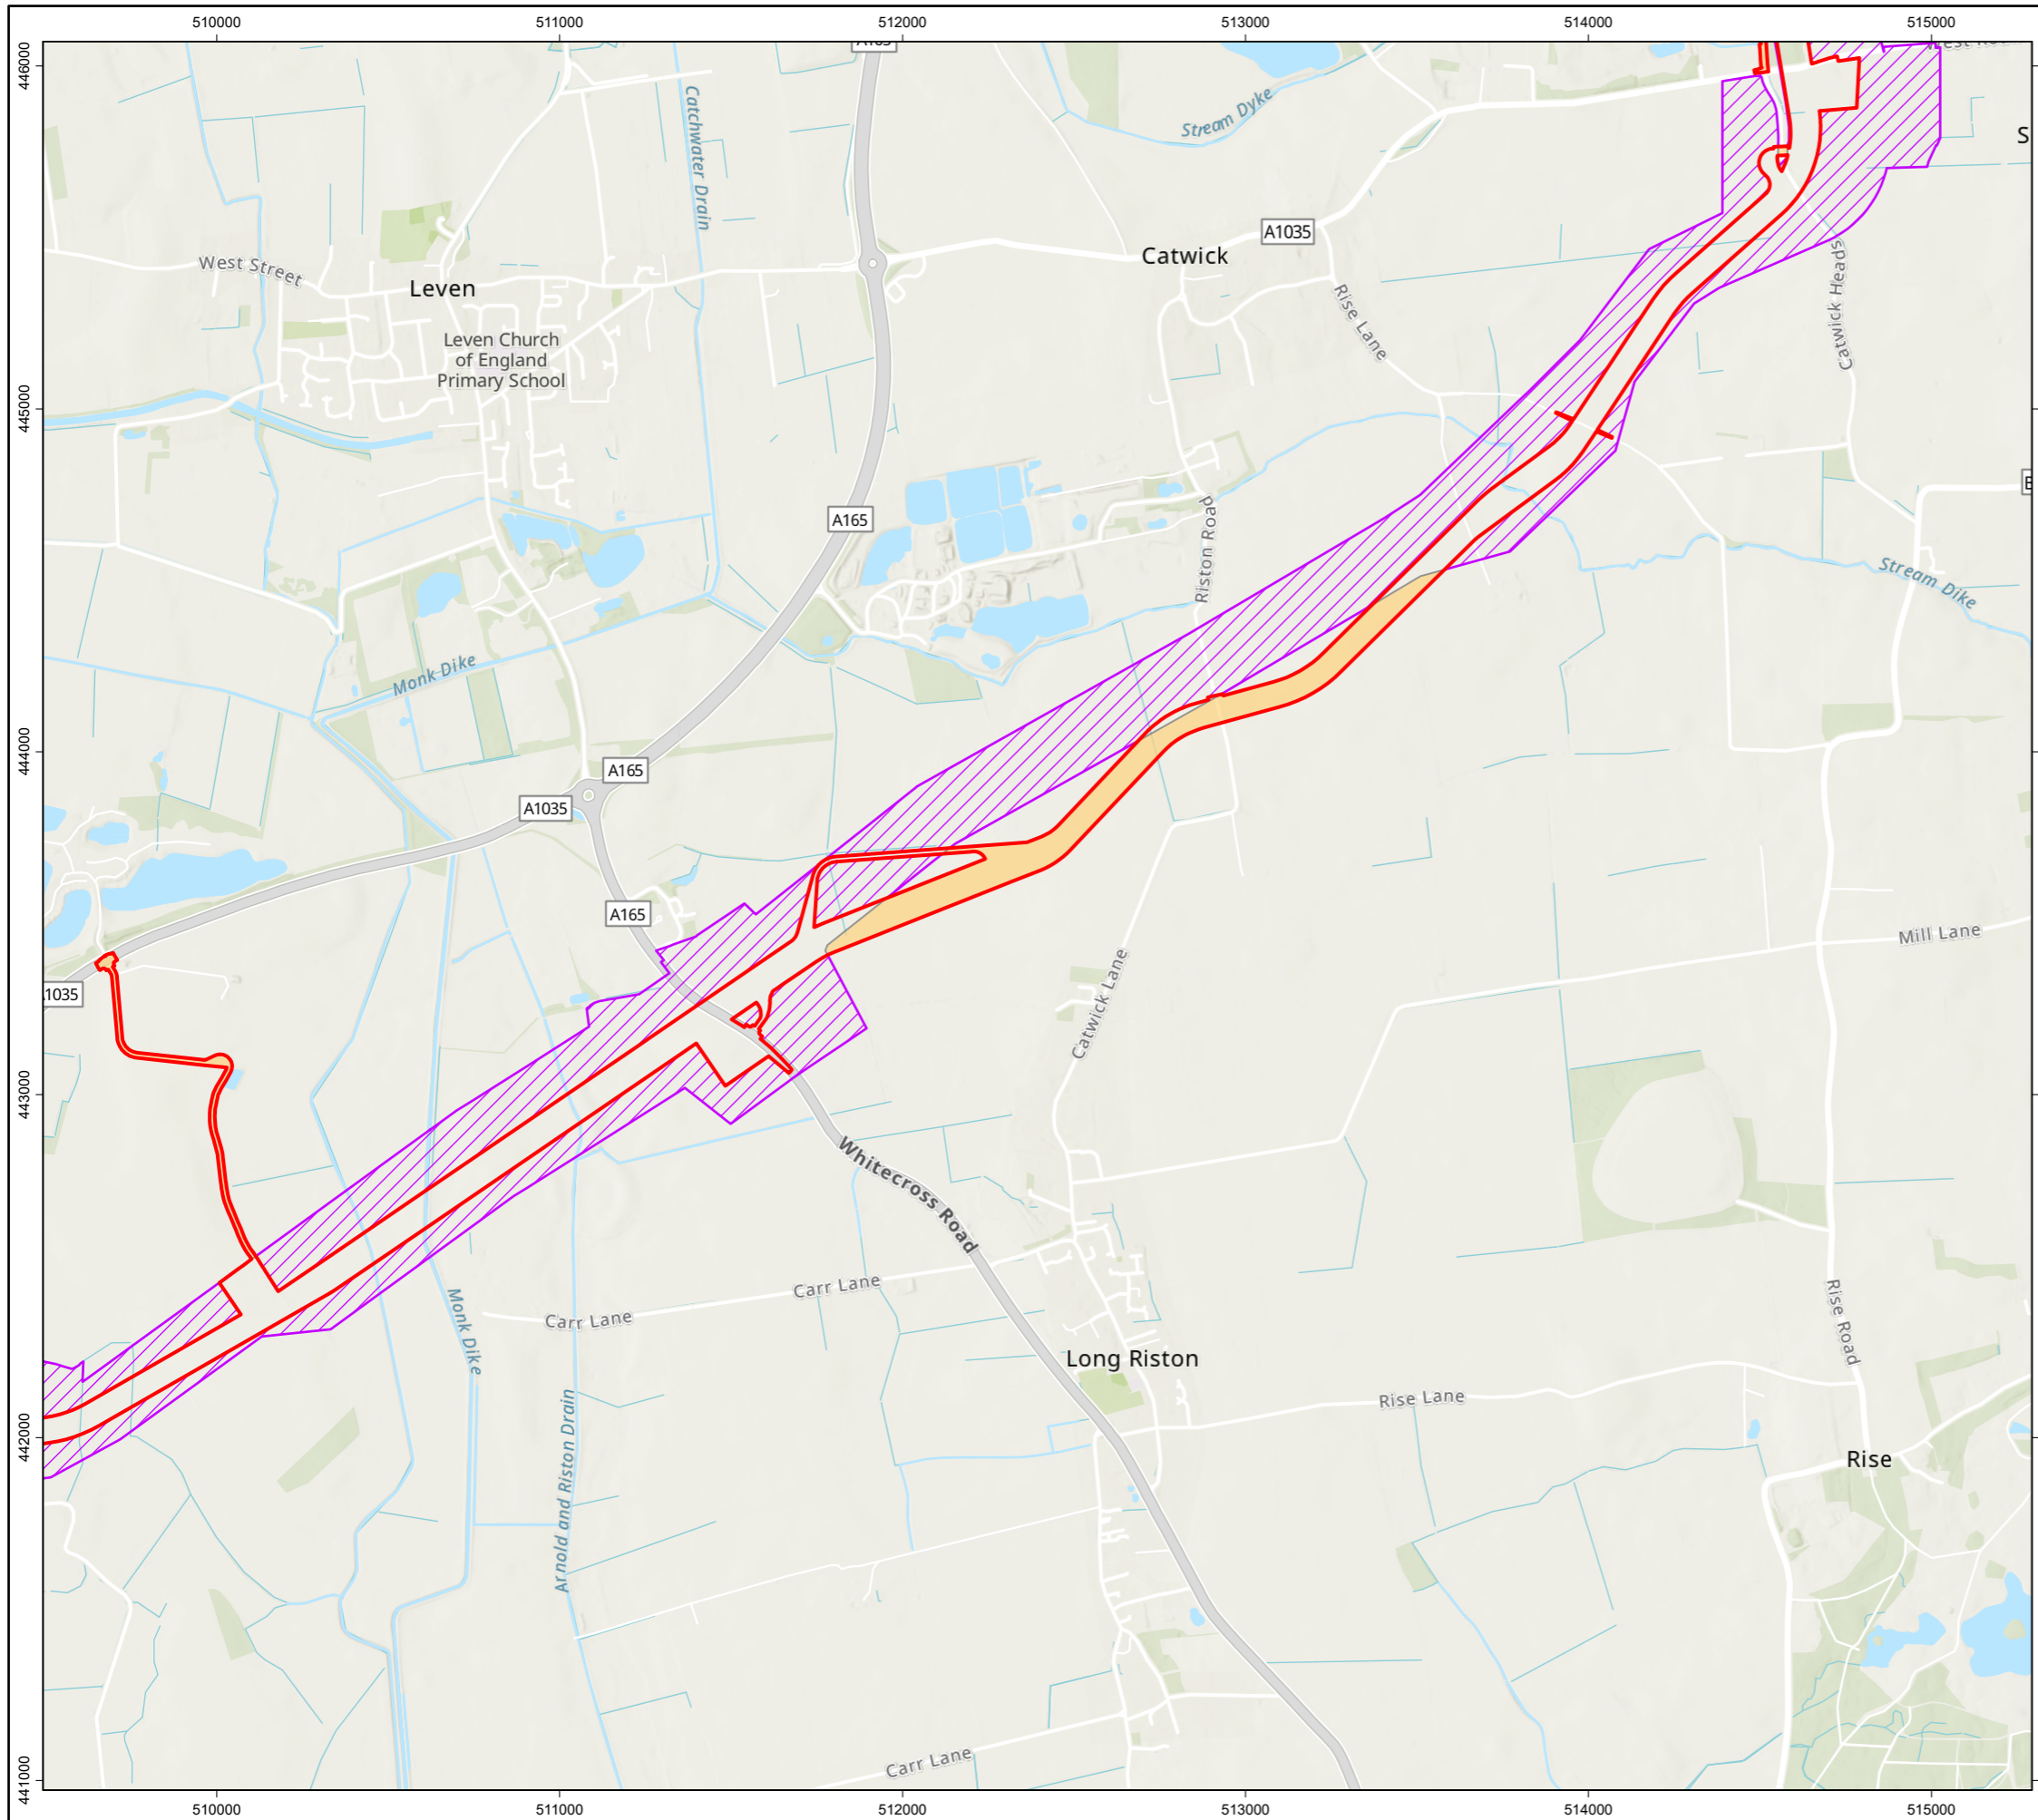 510000
511000
512000
513000
514000
515000
446000
445000
444000
443000
442000
441000
A165
Stream Dyke
Catchwater Drain
A1035
Catwick
West Street
Leven
Rise Lane
Catwick Heaps
Leven Church
of England
Primary School
A165
Riston Road
Stream Dike
Monk Dike
A165
A1035
A165
Mill Lane
1035
Catwick Lane
Whitecross Road
Carr Lane
Carr Lane
Monk Dike
Rise Road
Long Riston
Rise Lane
Arnold and Riston Drain
Rise
Carr Lane
510000
511000
512000
513000
514000
515000